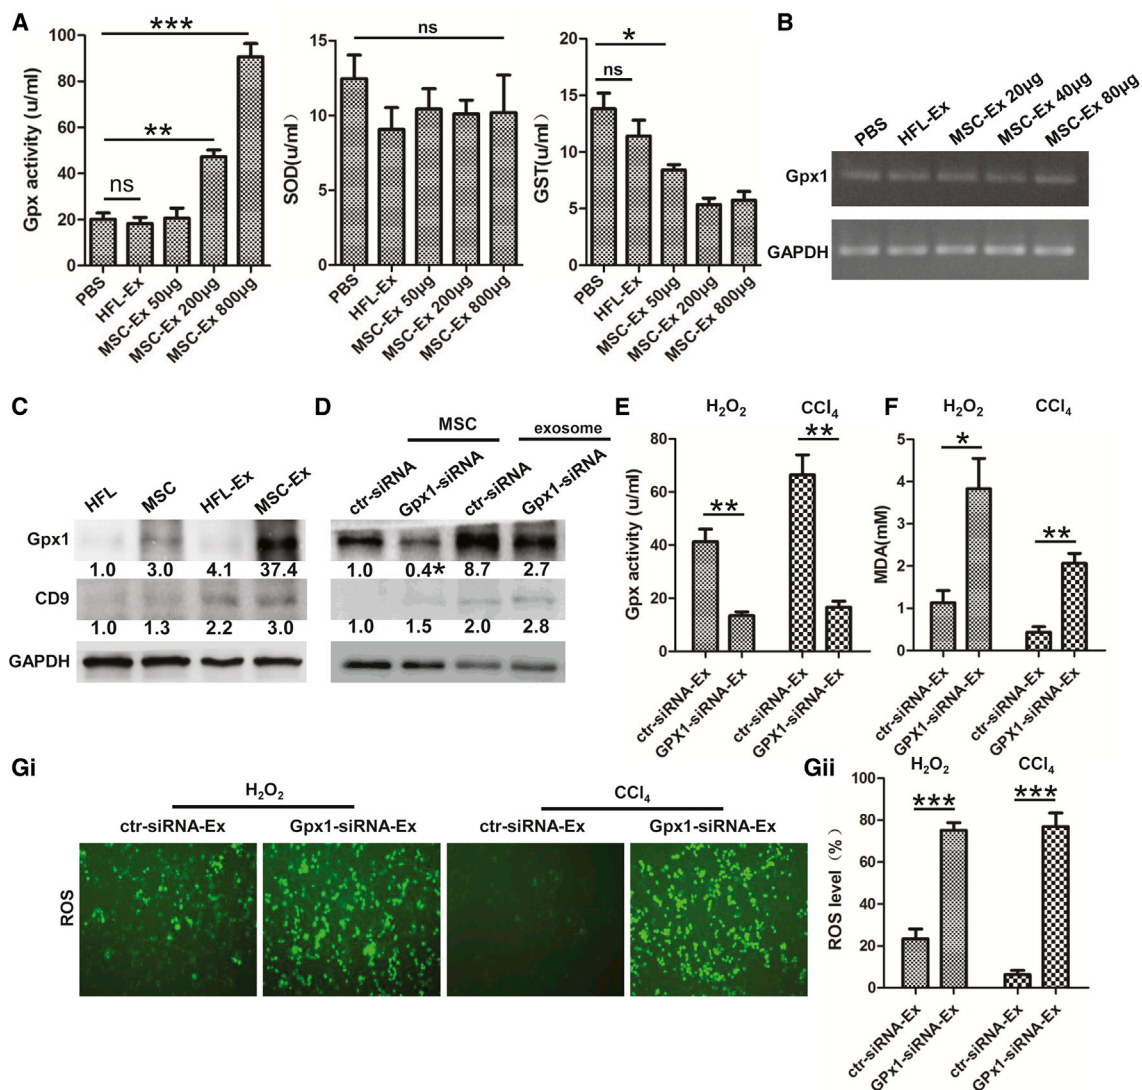 A
***
**
ns
Gpx activity (u/ml)
100
80
60
40
20
0
PBS
HFL-Ex
MSC-Ex 50μg
MSC-Ex 200μg
MSC-Ex 800μg
ns
SOD(u/ml)
15
10
5
0
PBS
HFL-Ex
MSC-Ex 50μg
MSC-Ex 200μg
MSC-Ex 800μg
*
ns
GST(u/ml)
20
15
10
5
0
PBS
HFL-Ex
MSC-Ex 50μg
MSC-Ex 200μg
MSC-Ex 800μg
B
PBS
HFL-Ex
MSC-Ex 20μg
MSC-Ex 40μg
MSC-Ex 80μg
Gpx1
GAPDH
C
HFL
MSC
HFL-Ex
MSC-Ex
Gpx1
1.0 3.0 4.1 37.4
CD9
1.0 1.3 2.2 3.0
GAPDH
D
MSC
exosome
ctr-siRNA
Gpx1-siRNA
ctr-siRNA
Gpx1-siRNA
1.0 0.4* 8.7 2.7
1.0 1.5 2.0 2.8
E
H2O2
CCl4
**
**
Gpx activity (u/ml)
80
60
40
20
0
ctr-siRNA-Ex
GPX1-siRNA-Ex
ctr-siRNA-Ex
GPX1-siRNA-Ex
F
H2O2
CCl4
*
**
MDA(mM)
5
4
3
2
1
0
ctr-siRNA-Ex
GPX1-siRNA-Ex
ctr-siRNA-Ex
GPX1-siRNA-Ex
Gi
H2O2
CCl4
ctr-siRNA-Ex
Gpx1-siRNA-Ex
ctr-siRNA-Ex
Gpx1-siRNA-Ex
ROS
Gii
H2O2
CCl4
***
***
ROS level (%)
100
80
60
40
20
0
ctr-siRNA-Ex
GPx1-siRNA-Ex
ctr-siRNA-Ex
GPx1-siRNA-Ex